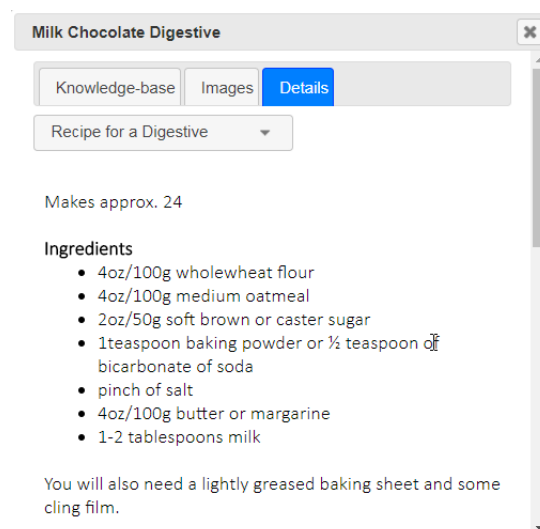 Milk Chocolate Digestive
Knowledge-base Images Details
Recipe for a Digestive
Makes approx. 24
Ingredients
• 4oz/100g wholewheat flour
• 4oz/100g medium oatmeal
• 2oz/50g soft brown or caster sugar
• 1teaspoon baking powder or ½ teaspoon of
bicarbonate of soda
• pinch of salt
• 4oz/100g butter or margarine
• 1-2 tablespoons milk
You will also need a lightly greased baking sheet and some
cling film.